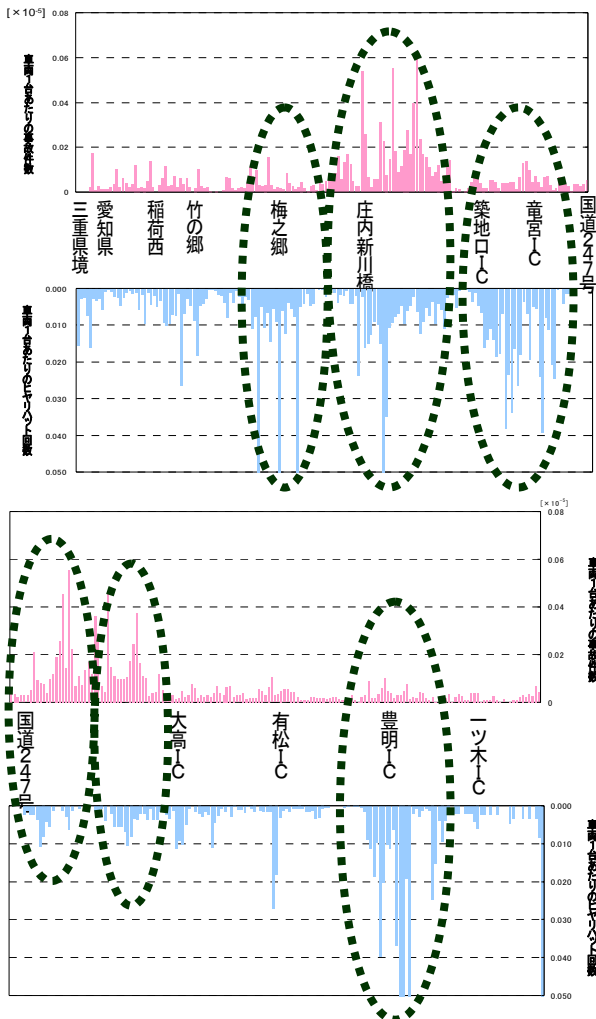 [×10⁻⁵]
0.08
0.06
0.04
0.02
0
車両1台あたりの事故件数
三重県境
愛知県
稲荷西
竹の郷
梅之郷
庄内新川橋
築地口IC
竜宮IC
国道247号
0.000
0.010
0.020
0.030
0.040
0.050
車両1台あたりのヒヤリハット回数
[×10⁻⁵]
0.08
0.06
0.04
0.02
0
車両1台あたりの事故件数
国道247号
大高IC
有松IC
豊明IC
一ツ木IC
0.000
0.010
0.020
0.030
0.040
0.050
車両1台あたりのヒヤリハット回数